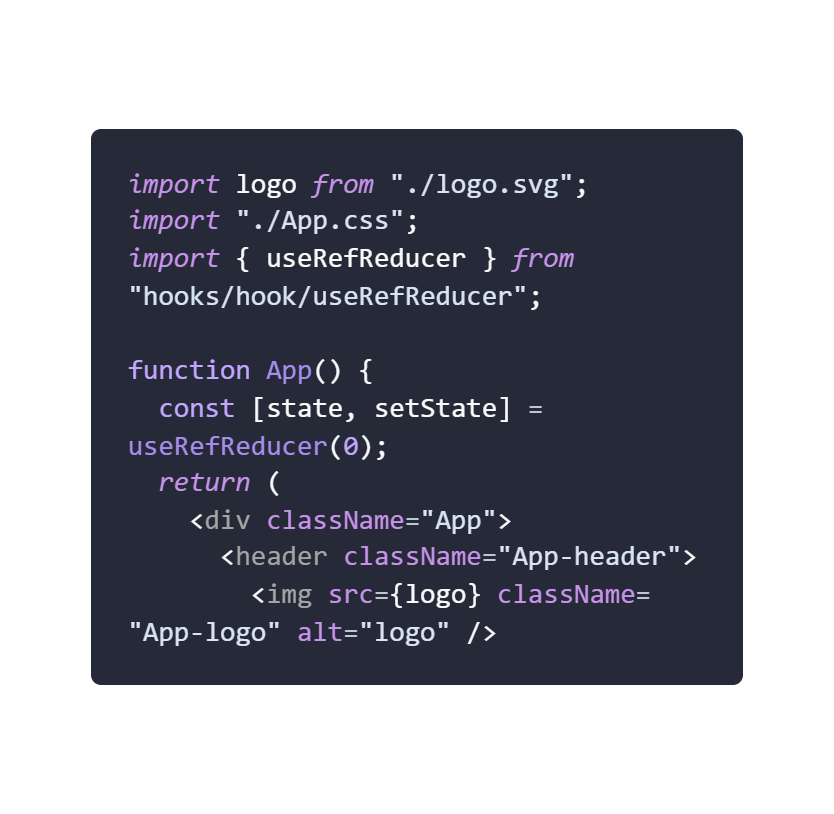 import logo from "./logo.svg";
import "./App.css";
import { useRefReducer } from
"hooks/hook/useRefReducer";

function App() {
  const [state, setState] =
useRefReducer(0);
  return (
    <div className="App">
      <header className="App-header">
        <img src={logo} className=
"App-logo" alt="logo" />